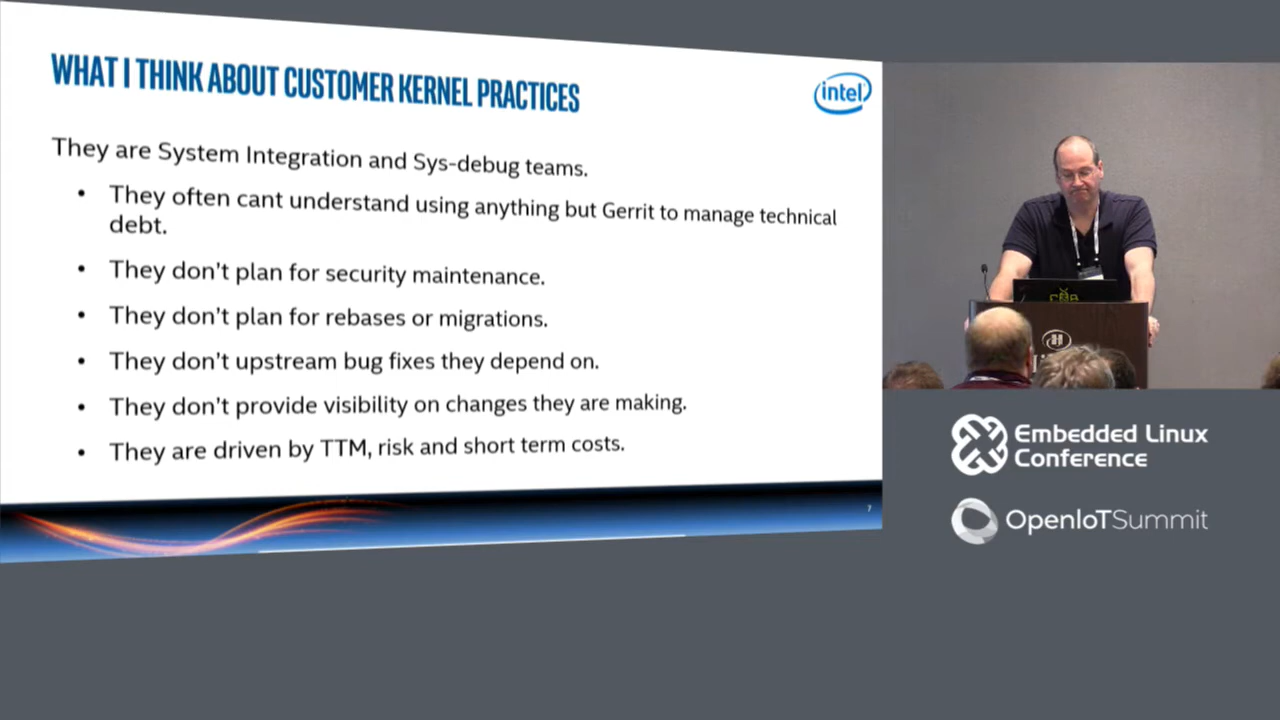 WHAT I THINK ABOUT CUSTOMER KERNEL PRACTICES
intel
They are System Integration and Sys-debug teams.
• They often cant understand using anything but Gerrit to manage technical
debt.
• They don't plan for security maintenance.
• They don't plan for rebases or migrations.
• They don't upstream bug fixes they depend on.
• They don't provide visibility on changes they are making.
• They are driven by TTM, risk and short term costs.
7
Embedded Linux
Conference
OpenIoTSummit